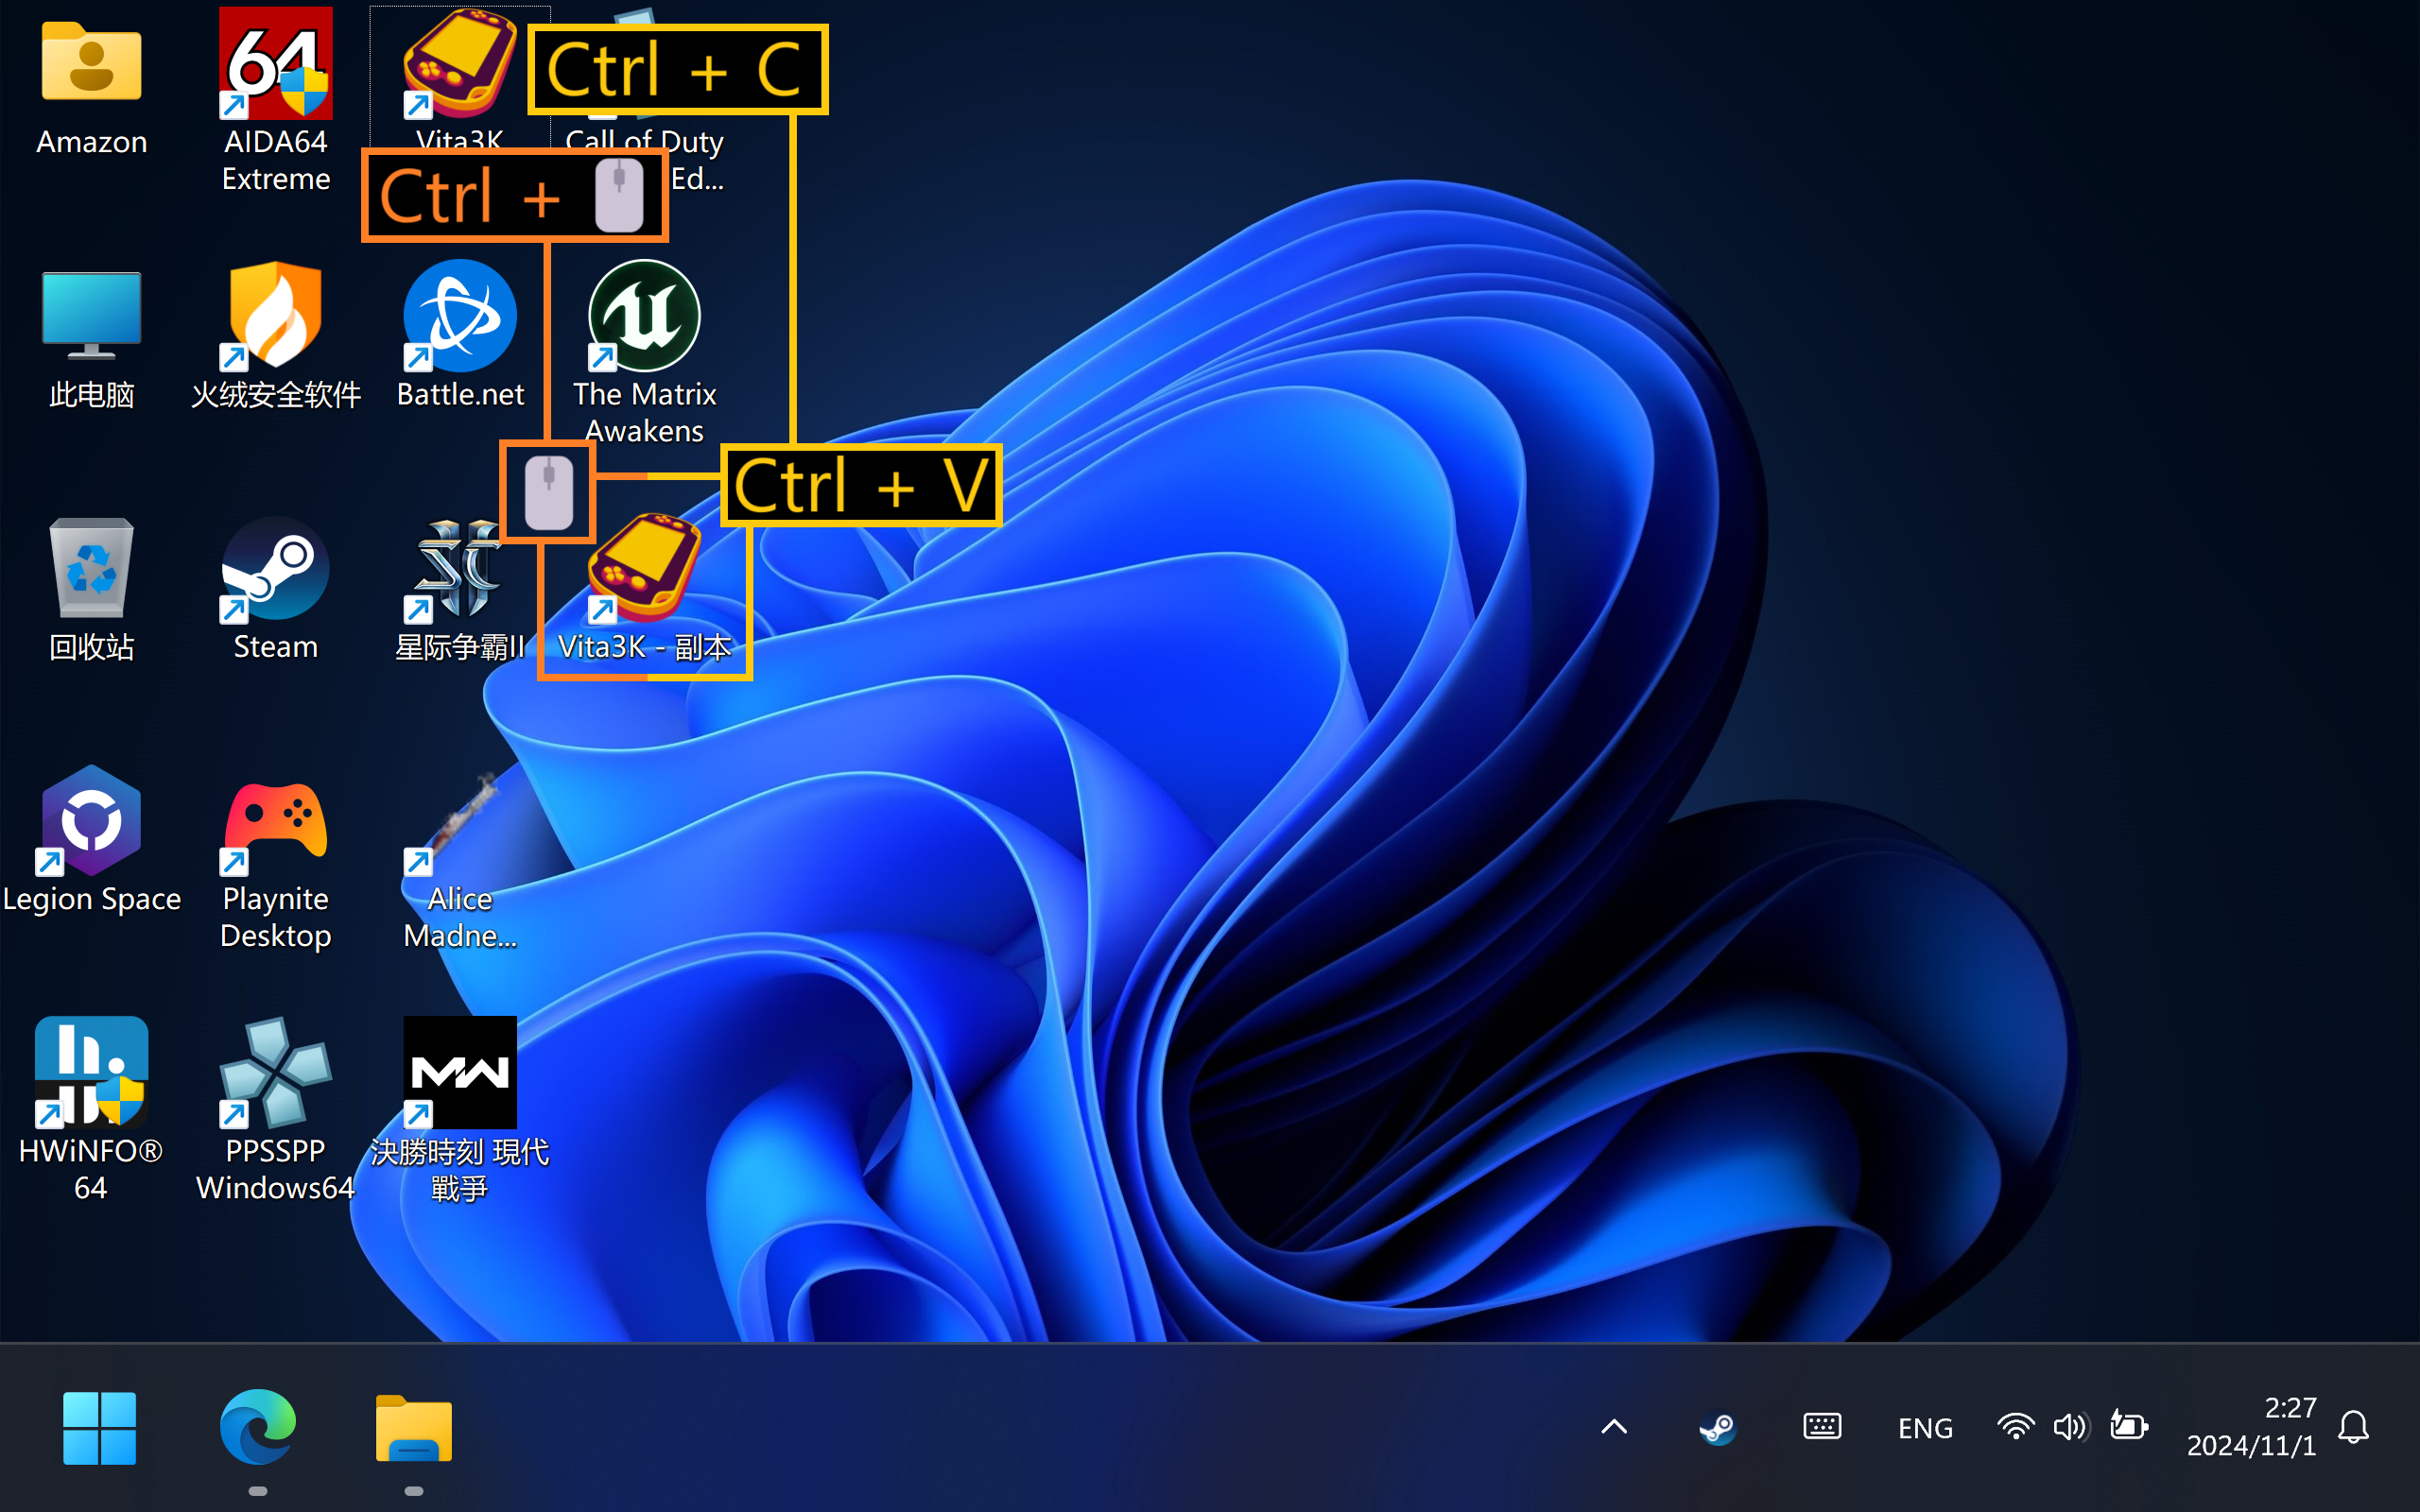 Ctrl + C
Amazon
AIDA64
Extreme
Vita3K
Call of Duty
Ed...
Ctrl +
此电脑
火绒安全软件
Battle.net
The Matrix
Awakens
Ctrl + V
回收站
Steam
星际争霸II
Vita3K - 副本
Legion Space
Playnite
Desktop
Alice
Madne...
MW
HWiNFO®
64
PPSSPP
Windows64
決勝時刻 現代
戰爭
ENG
2:27
2024/11/1